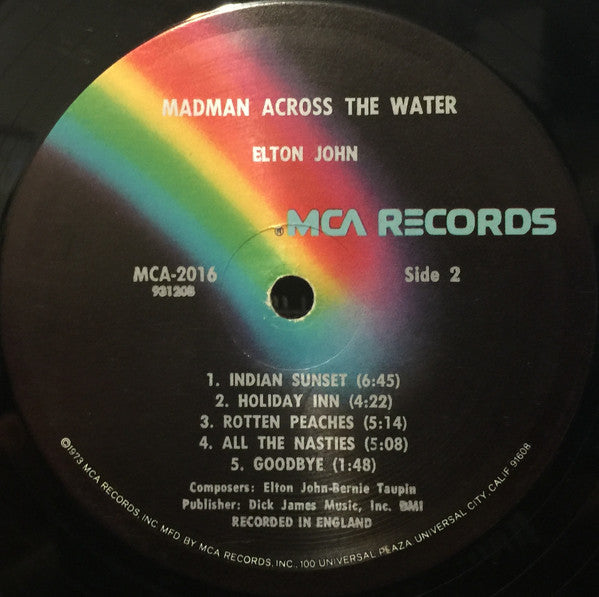 MADMAN ACROSS THE WATER
ELTON JOHN
®MCA RECORDS
MCA-2016
931208
Side 2
1. INDIAN SUNSET (6:45)
2. HOLIDAY INN (4:22)
3. ROTTEN PEACHES (5:14)
4. ALL THE NASTIES (5:08)
5. GOODBYE (1:48)
Composers: Elton John-Bernie Taupin
Publisher: Dick James Music, Inc. BMI
RECORDED IN ENGLAND
©1973 MCA RECORDS, INC. MFD. BY MCA RECORDS, INC., 100 UNIVERSAL PLAZA, UNIVERSAL CITY, CALIF. 91608